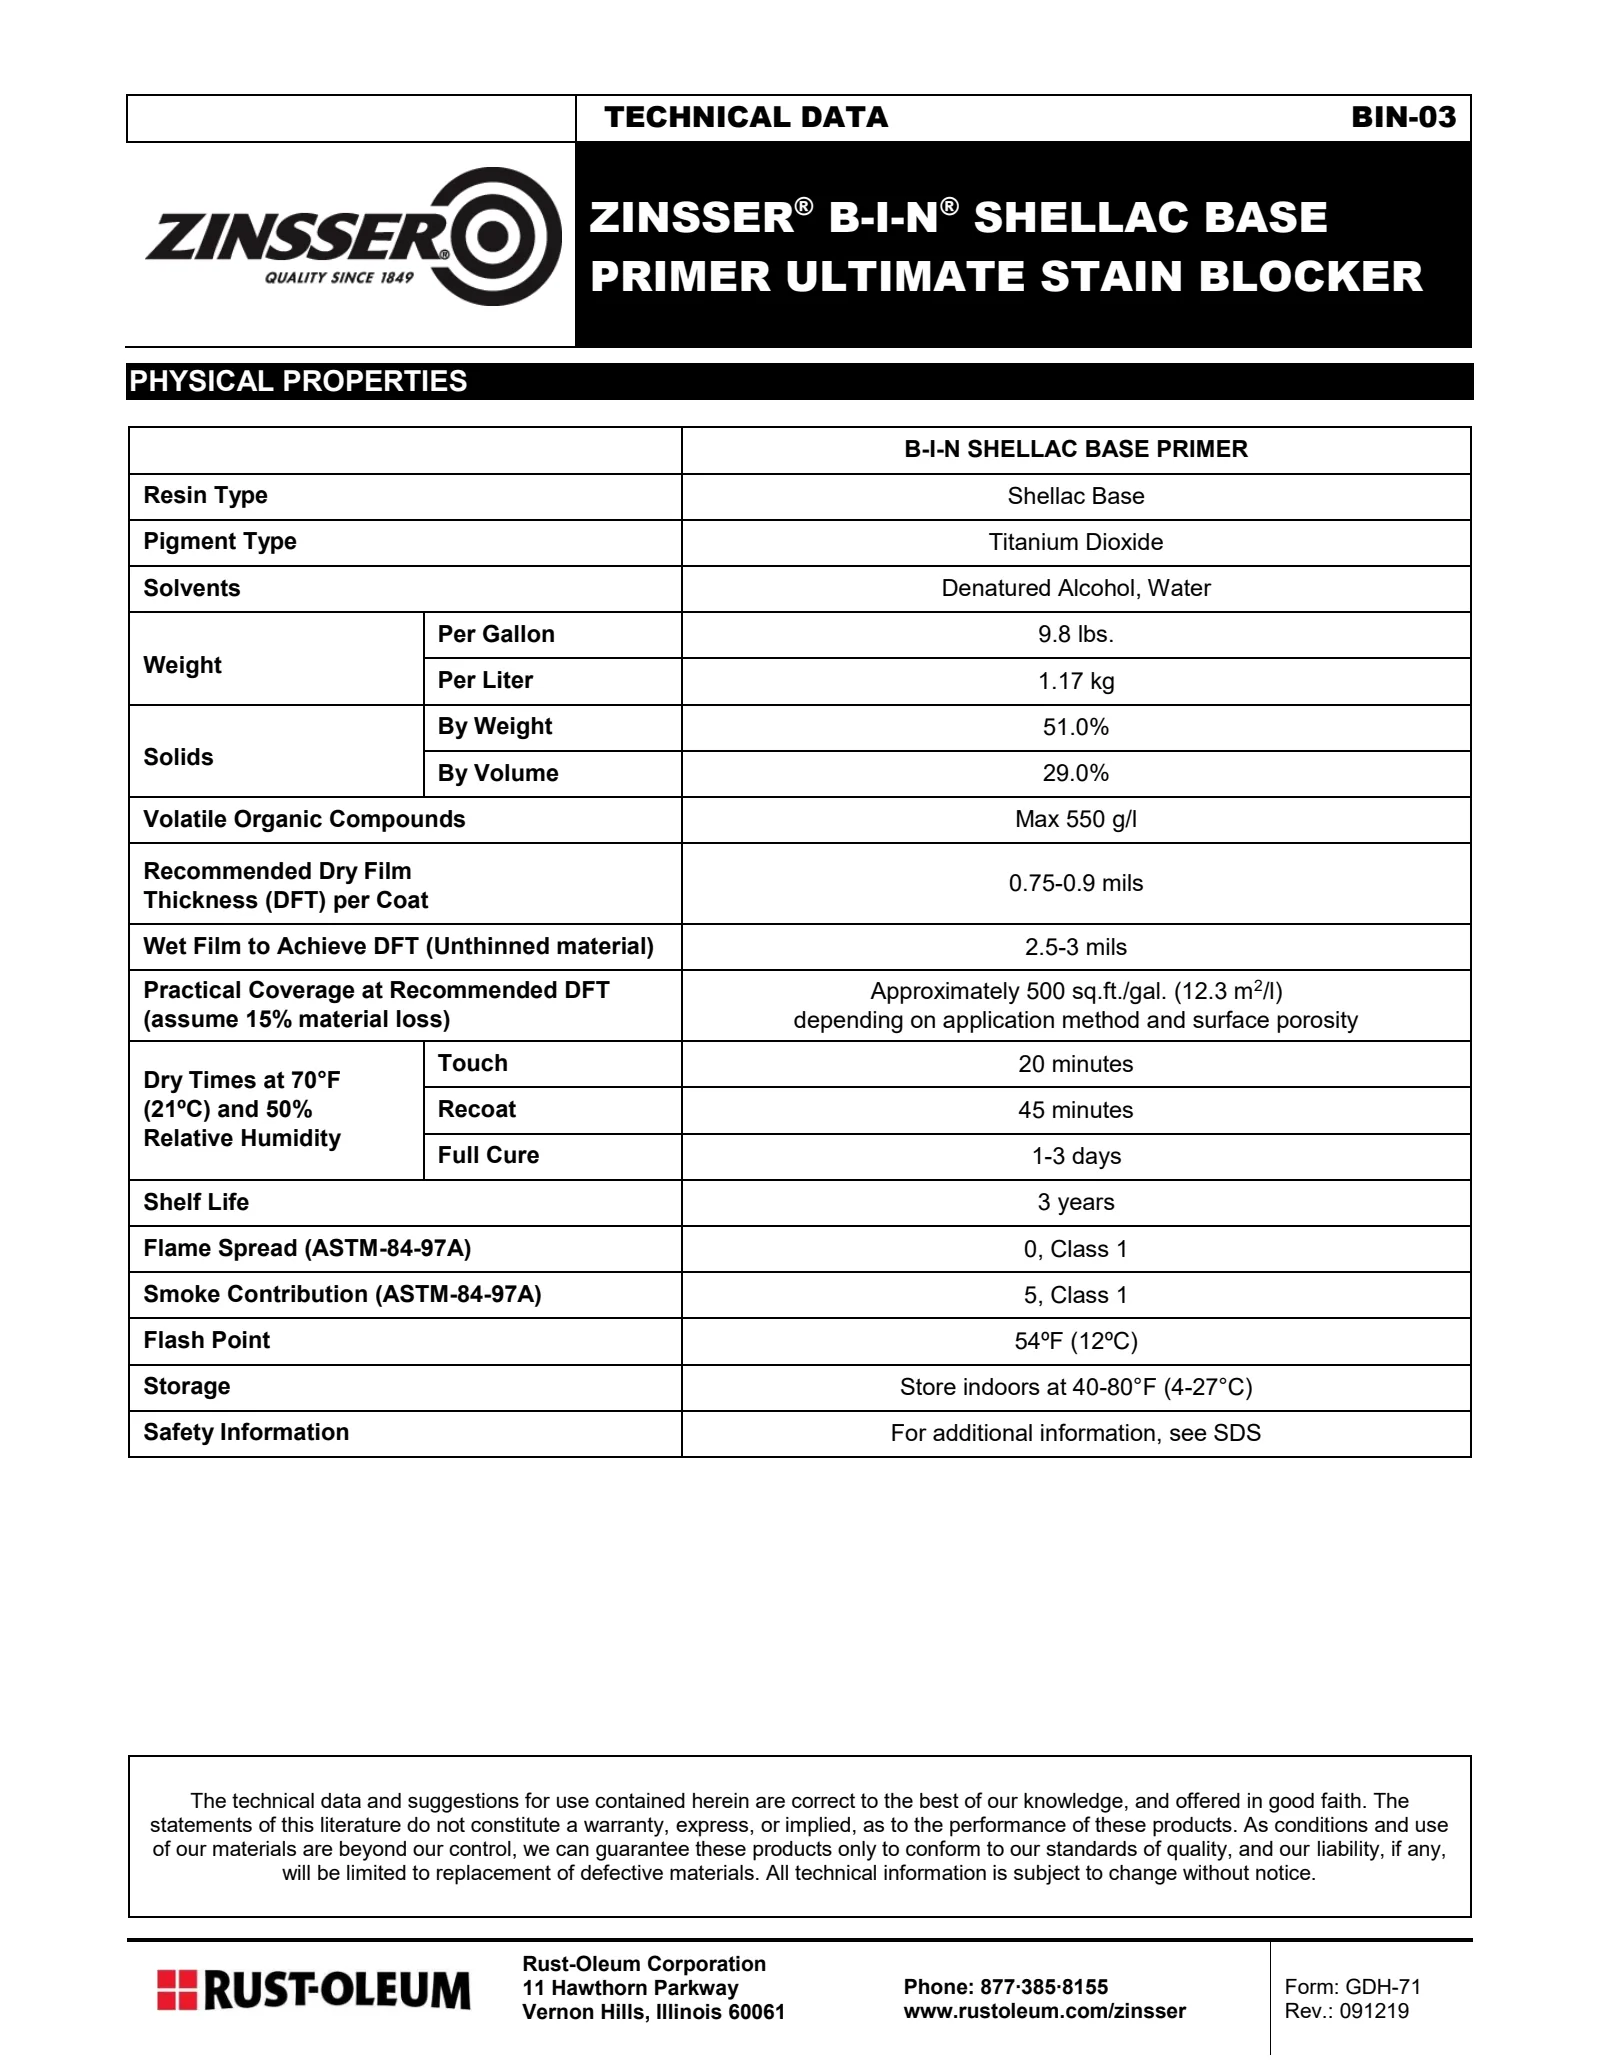 TECHNICAL DATA BIN-03
ZINSSER®
QUALITY SINCE 1849
ZINSSER® B-I-N® SHELLAC BASE
PRIMER ULTIMATE STAIN BLOCKER
PHYSICAL PROPERTIES
B-I-N SHELLAC BASE PRIMER
Resin Type Shellac Base
Pigment Type Titanium Dioxide
Solvents Denatured Alcohol, Water
Weight
Per Gallon 9.8 lbs.
Per Liter 1.17 kg
Solids
By Weight 51.0%
By Volume 29.0%
Volatile Organic Compounds Max 550 g/l
Recommended Dry Film
Thickness (DFT) per Coat
0.75-0.9 mils
Wet Film to Achieve DFT (Unthinned material) 2.5-3 mils
Practical Coverage at Recommended DFT
(assume 15% material loss)
Approximately 500 sq.ft./gal. (12.3 m²/l)
depending on application method and surface porosity
Dry Times at 70°F
(21ºC) and 50%
Relative Humidity
Touch 20 minutes
Recoat 45 minutes
Full Cure 1-3 days
Shelf Life 3 years
Flame Spread (ASTM-84-97A) 0, Class 1
Smoke Contribution (ASTM-84-97A) 5, Class 1
Flash Point 54ºF (12ºC)
Storage Store indoors at 40-80°F (4-27°C)
Safety Information For additional information, see SDS
The technical data and suggestions for use contained herein are correct to the best of our knowledge, and offered in good faith. The
statements of this literature do not constitute a warranty, express, or implied, as to the performance of these products. As conditions and use
of our materials are beyond our control, we can guarantee these products only to conform to our standards of quality, and our liability, if any,
will be limited to replacement of defective materials. All technical information is subject to change without notice.
RUST-OLEUM
Rust-Oleum Corporation
11 Hawthorn Parkway
Vernon Hills, Illinois 60061
Phone: 877·385·8155
www.rustoleum.com/zinsser
Form: GDH-71
Rev.: 091219